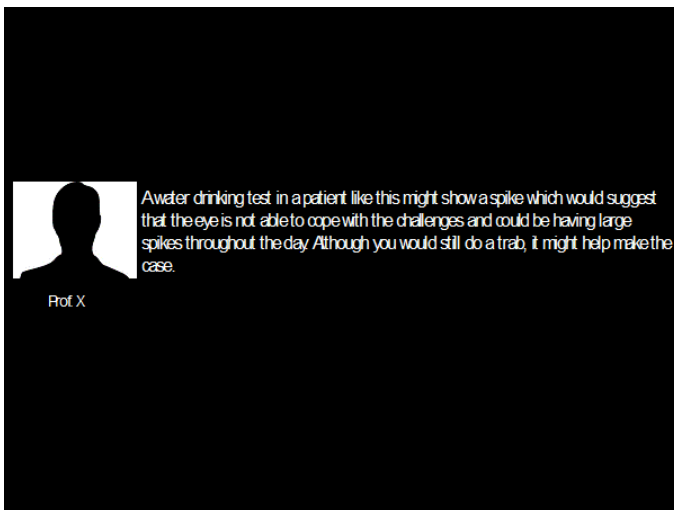 A water drinking test in a patient like this might show a spike which would suggest
that the eye is not able to cope with the challenges and could be having large
spikes throughout the day. Although you would still do a trab, it might help make the
case.
Prof. X